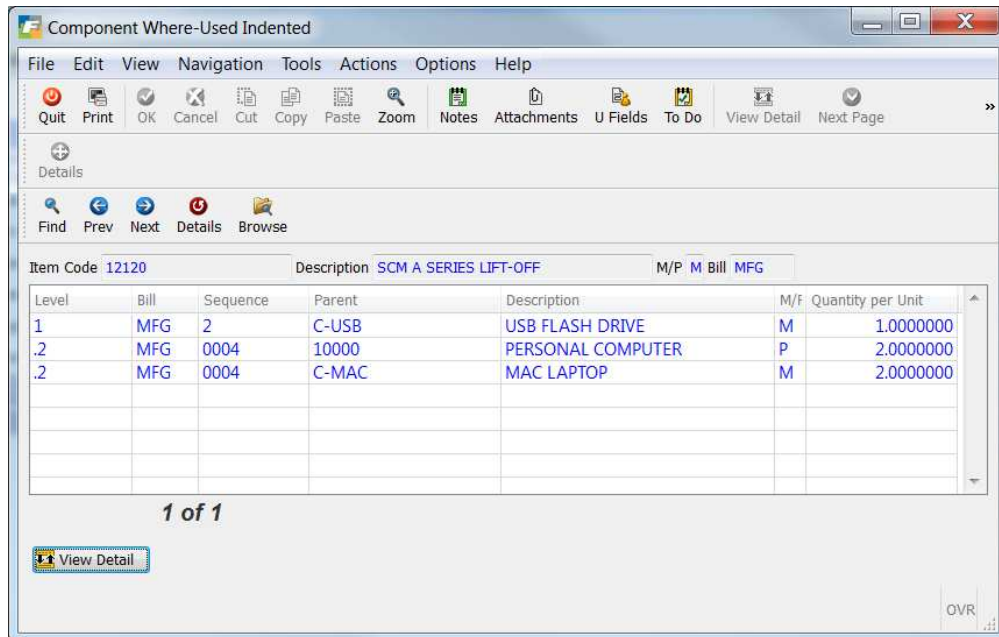 Component Where-Used Indented
File Edit View Navigation Tools Actions Options Help
Quit Print OK Cancel Cut Copy Paste Zoom Notes Attachments U Fields To Do View Detail Next Page »
Details
Find Prev Next Details Browse
Item Code 12120 Description SCM A SERIES LIFT-OFF M/P M Bill MFG
Level Bill Sequence Parent Description M/F Quantity per Unit
1 MFG 2 C-USB USB FLASH DRIVE M 1.0000000
.2 MFG 0004 10000 PERSONAL COMPUTER P 2.0000000
.2 MFG 0004 C-MAC MAC LAPTOP M 2.0000000
1 of 1
View Detail
OVR